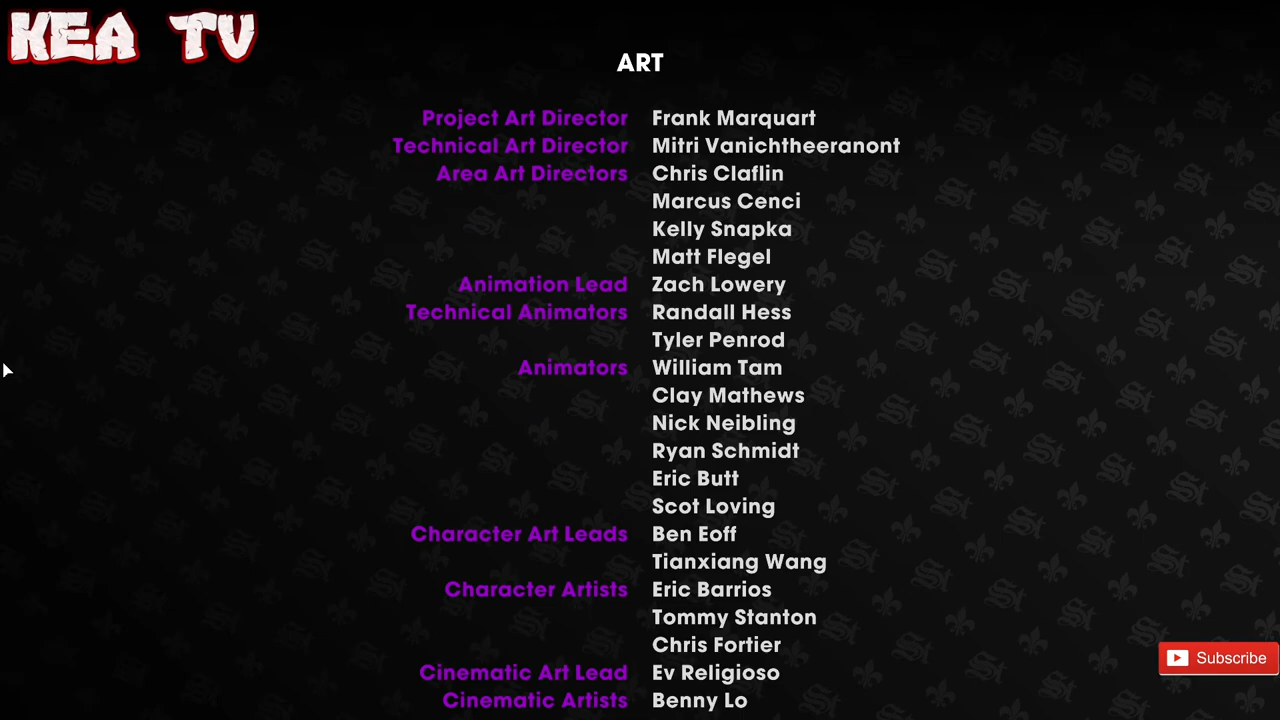 KEA TV
ART
Project Art Director Frank Marquart
Technical Art Director Mitri Vanichtheeranont
Area Art Directors Chris Claflin
Marcus Cenci
Kelly Snapka
Matt Flegel
Animation Lead Zach Lowery
Technical Animators Randall Hess
Tyler Penrod
Animators William Tam
Clay Mathews
Nick Neibling
Ryan Schmidt
Eric Butt
Scot Loving
Character Art Leads Ben Eoff
Tianxiang Wang
Character Artists Eric Barrios
Tommy Stanton
Chris Fortier
Subscribe
Cinematic Art Lead Ev Religioso
Cinematic Artists Benny Lo